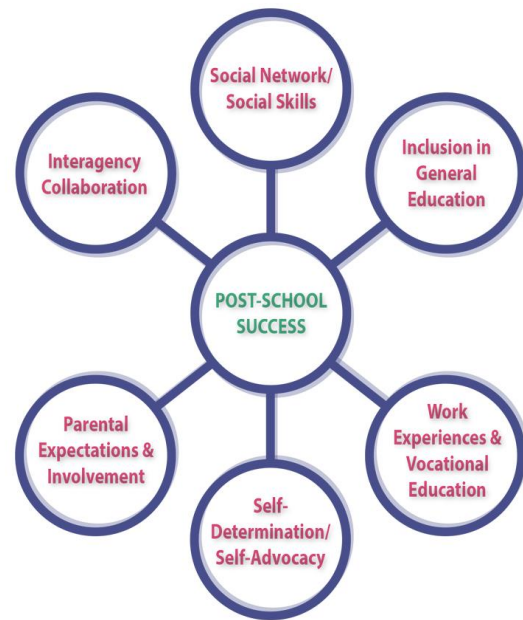 Social Network/
Social Skills
Interagency
Collaboration
Inclusion in
General
Education
POST-SCHOOL
SUCCESS
Parental
Expectations &
Involvement
Work
Experiences &
Vocational
Education
Self-
Determination/
Self-Advocacy